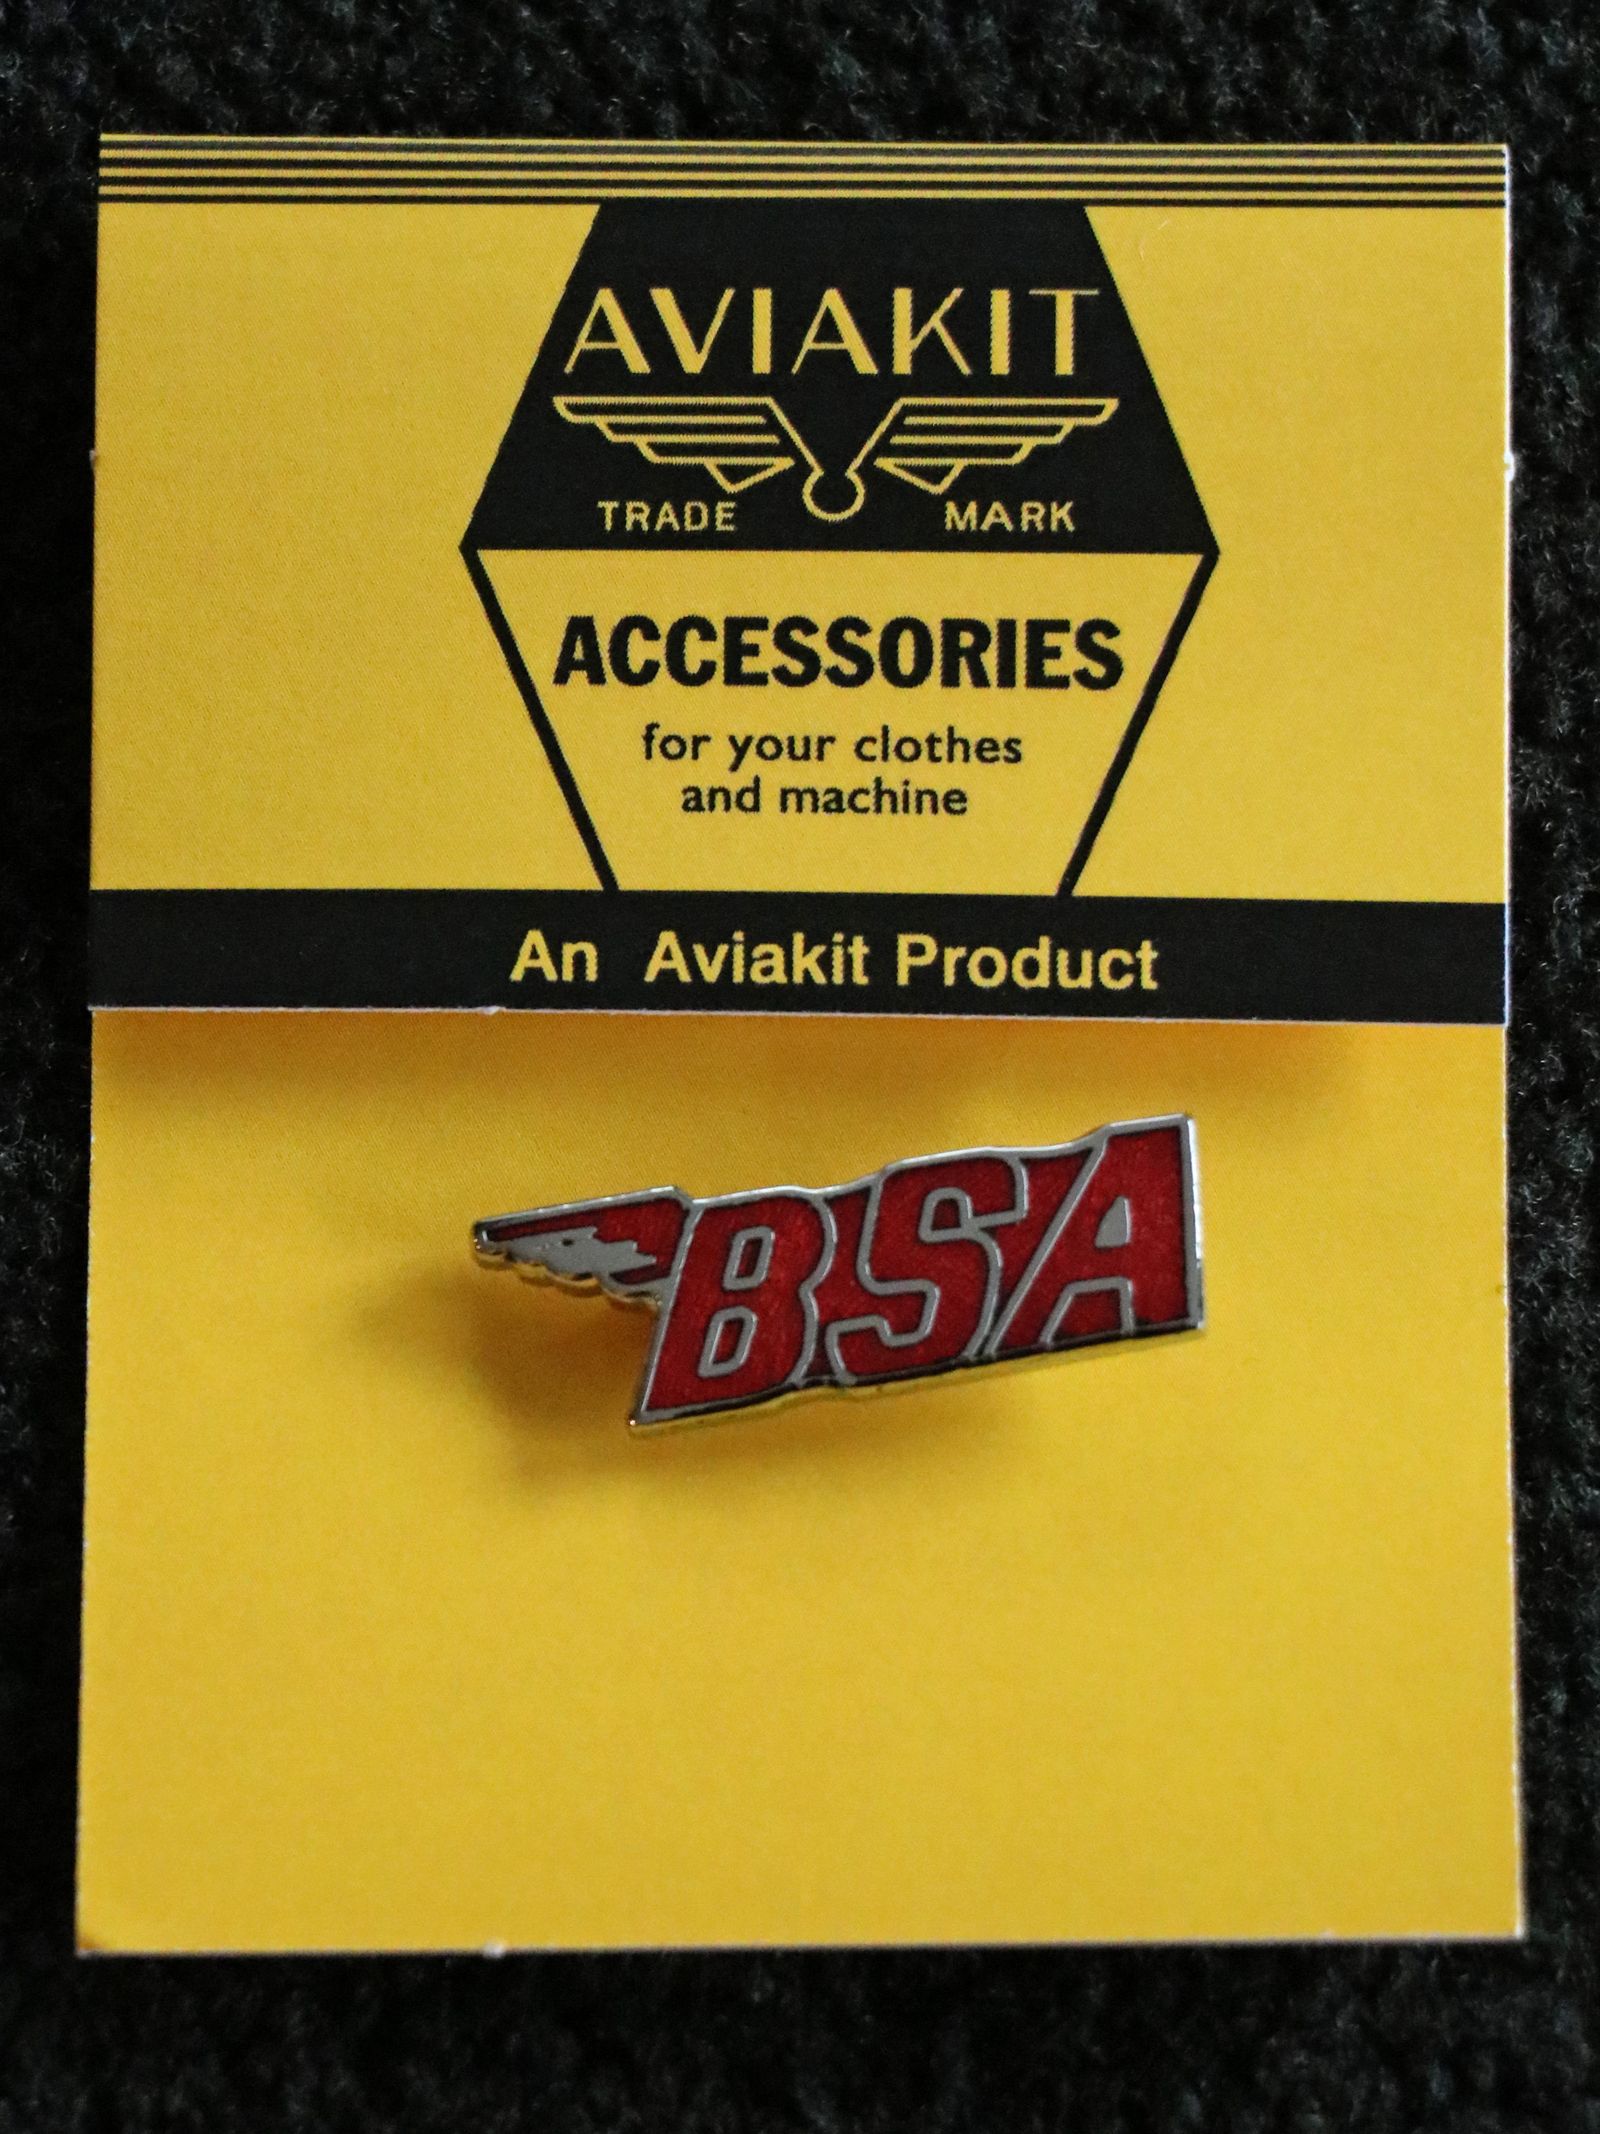 AVIAKIT
TRADE MARK
ACCESSORIES
for your clothes
and machine
An Aviakit Product
BSA